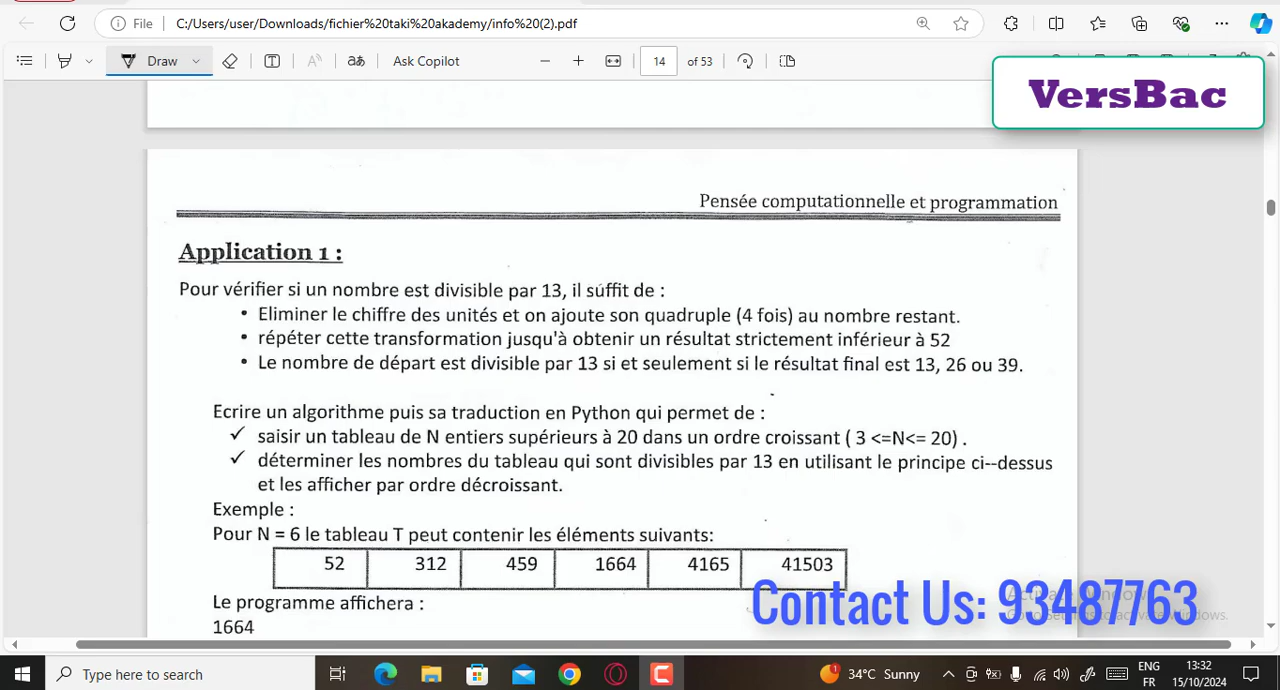 File C:/Users/user/Downloads/fichier%20taki%20akademy/info%20(2).pdf
Draw Ask Copilot 14 of 53
VersBac
Pensée computationnelle et programmation
Application 1 :
Pour vérifier si un nombre est divisible par 13, il suffit de :
• Eliminer le chiffre des unités et on ajoute son quadruple (4 fois) au nombre restant.
• répéter cette transformation jusqu'à obtenir un résultat strictement inférieur à 52
• Le nombre de départ est divisible par 13 si et seulement si le résultat final est 13, 26 ou 39.
Ecrire un algorithme puis sa traduction en Python qui permet de :
✓ saisir un tableau de N entiers supérieurs à 20 dans un ordre croissant ( 3 <=N<= 20) .
✓ déterminer les nombres du tableau qui sont divisibles par 13 en utilisant le principe ci--dessus
et les afficher par ordre décroissant.
Exemple :
Pour N = 6 le tableau T peut contenir les éléments suivants:
52 312 459 1664 4165 41503
Le programme affichera :
Contact Us: 93487763
1664
Type here to search
34°C Sunny
ENG
FR
13:32
15/10/2024